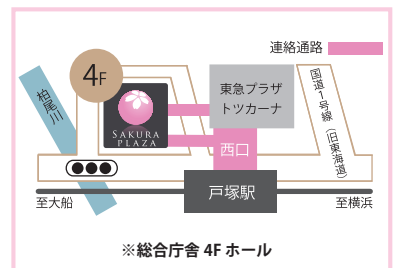 連絡通路
4F
東急プラザ
トツカーナ
国道1号線（旧東海道）
柏尾川
SAKURA
PLAZA
西口
戸塚駅
至大船
至横浜
※総合庁舎 4F ホール